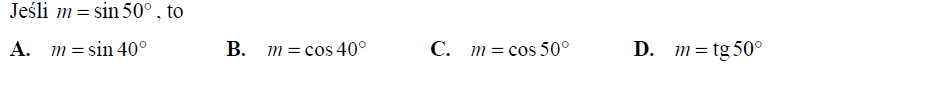 Jeśli m = sin 50° , to
A. m = sin 40° B. m = cos 40° C. m = cos 50° D. m = tg 50°